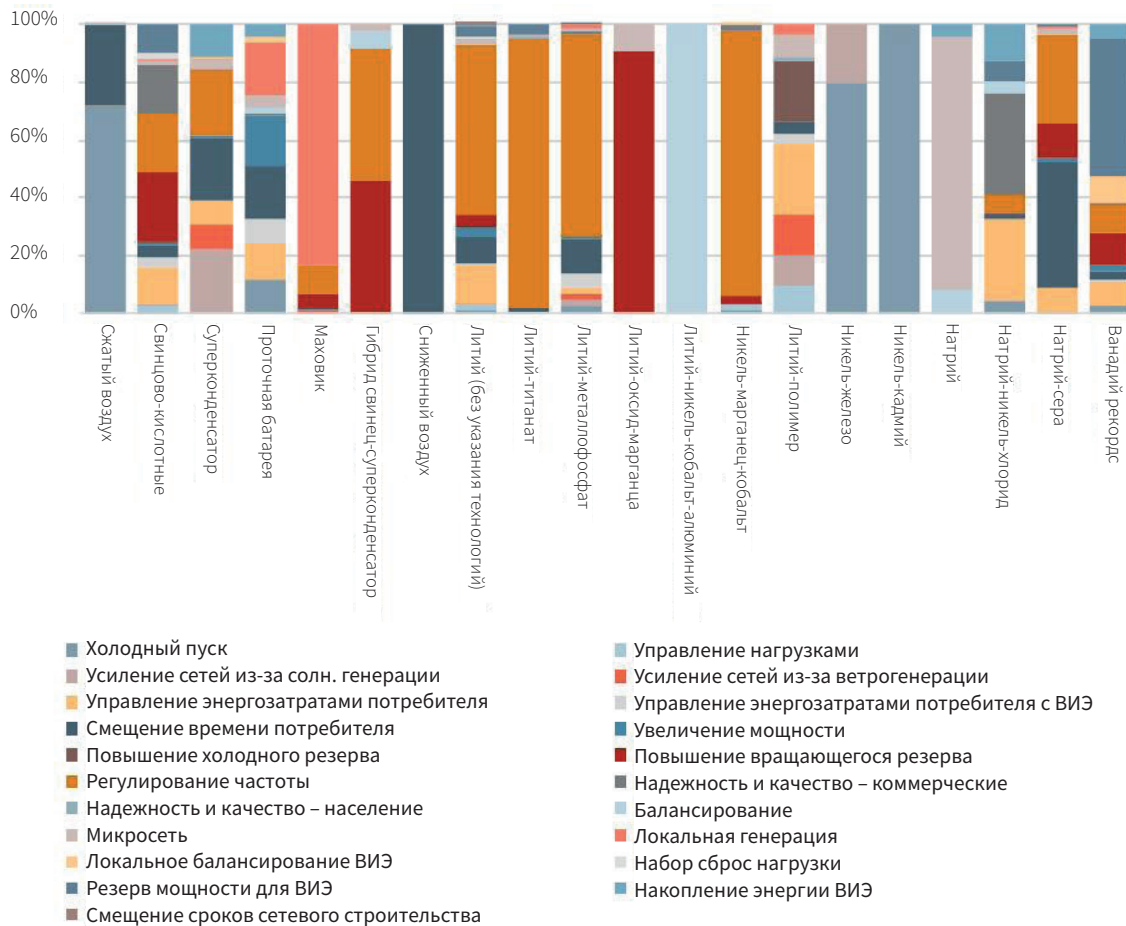 100%
80%
60%
40%
20%
0%
Сжатый воздух
Свинцово-кислотные
Суперконденсатор
Проточная батарея
Маховик
Гибрид свинец-суперконденсатор
Сниженный воздух
Литий (без указания технологий)
Литий-титанат
Литий-металлофосфат
Литий-оксид-марганца
Литий-никель-кобальт-алюминий
Никель-марганец-кобальт
Литий-полимер
Никель-железо
Никель-кадмий
Натрий
Натрий-никель-хлорид
Натрий-сера
Ванадий рекордс
Холодный пуск
Усиление сетей из-за солн. генерации
Управление энергозатратами потребителя
Смещение времени потребителя
Повышение холодного резерва
Регулирование частоты
Надежность и качество – население
Микросеть
Локальное балансирование ВИЭ
Резерв мощности для ВИЭ
Смещение сроков сетевого строительства
Управление нагрузками
Усиление сетей из-за ветрогенерации
Управление энергозатратами потребителя с ВИЭ
Увеличение мощности
Повышение вращающегося резерва
Надежность и качество – коммерческие
Балансирование
Локальная генерация
Набор сброс нагрузки
Накопление энергии ВИЭ